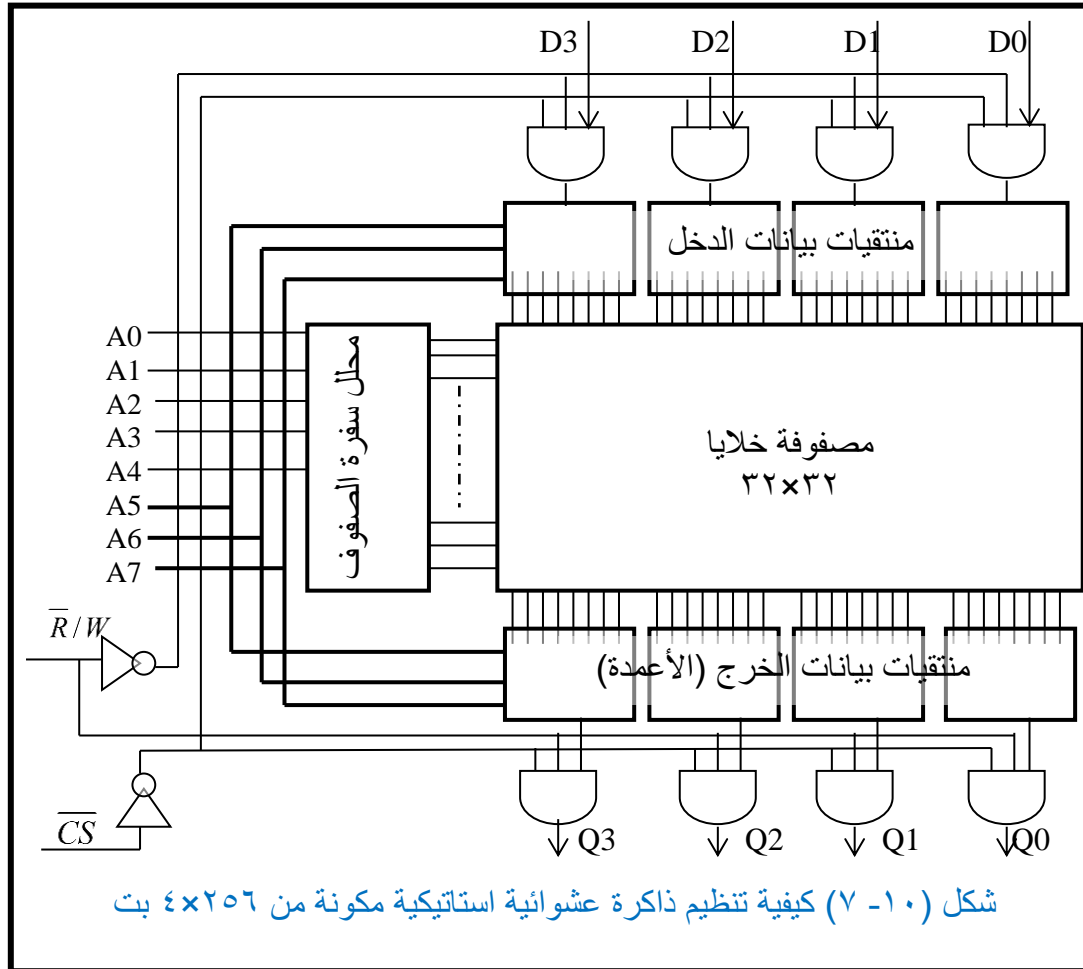 D3 D2 D1 D0
منتقيات بيانات الدخل
A0
A1
A2
A3
A4
A5
A6
A7
محلل سفرة الصفوف
مصفوفة خلايا
٣٢×٣٢
R̅/W
منتقيات بيانات الخرج (الأعمدة)
C̅S̅
Q3 Q2 Q1 Q0
شكل (١٠- ٧) كيفية تنظيم ذاكرة عشوائية استاتيكية مكونة من ٢٥٦×٤ بت